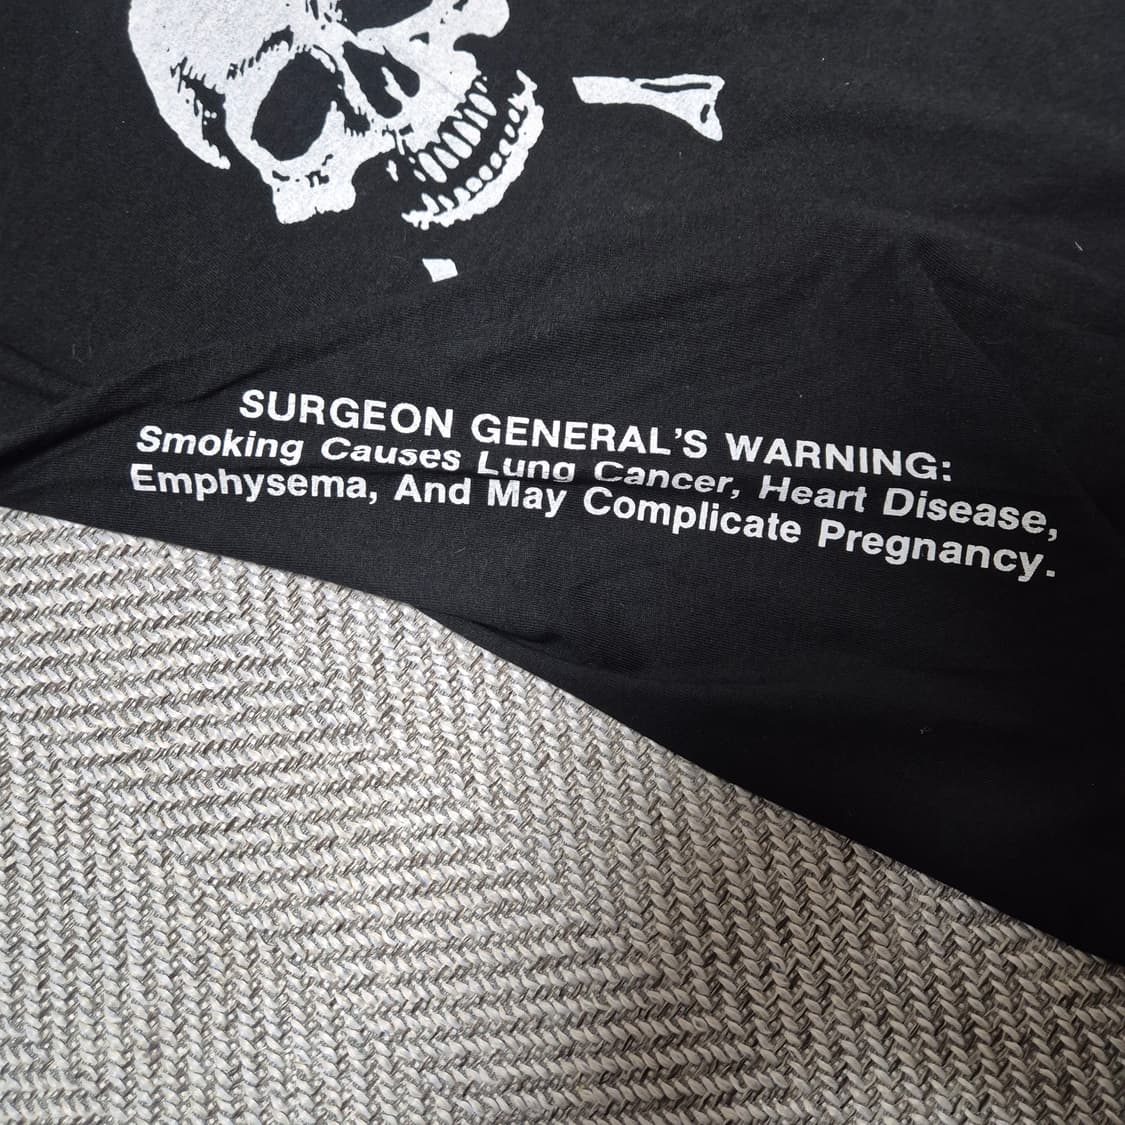 SURGEON GENERAL'S WARNING:
Smoking Causes Lung Cancer, Heart Disease,
Emphysema, And May Complicate Pregnancy.